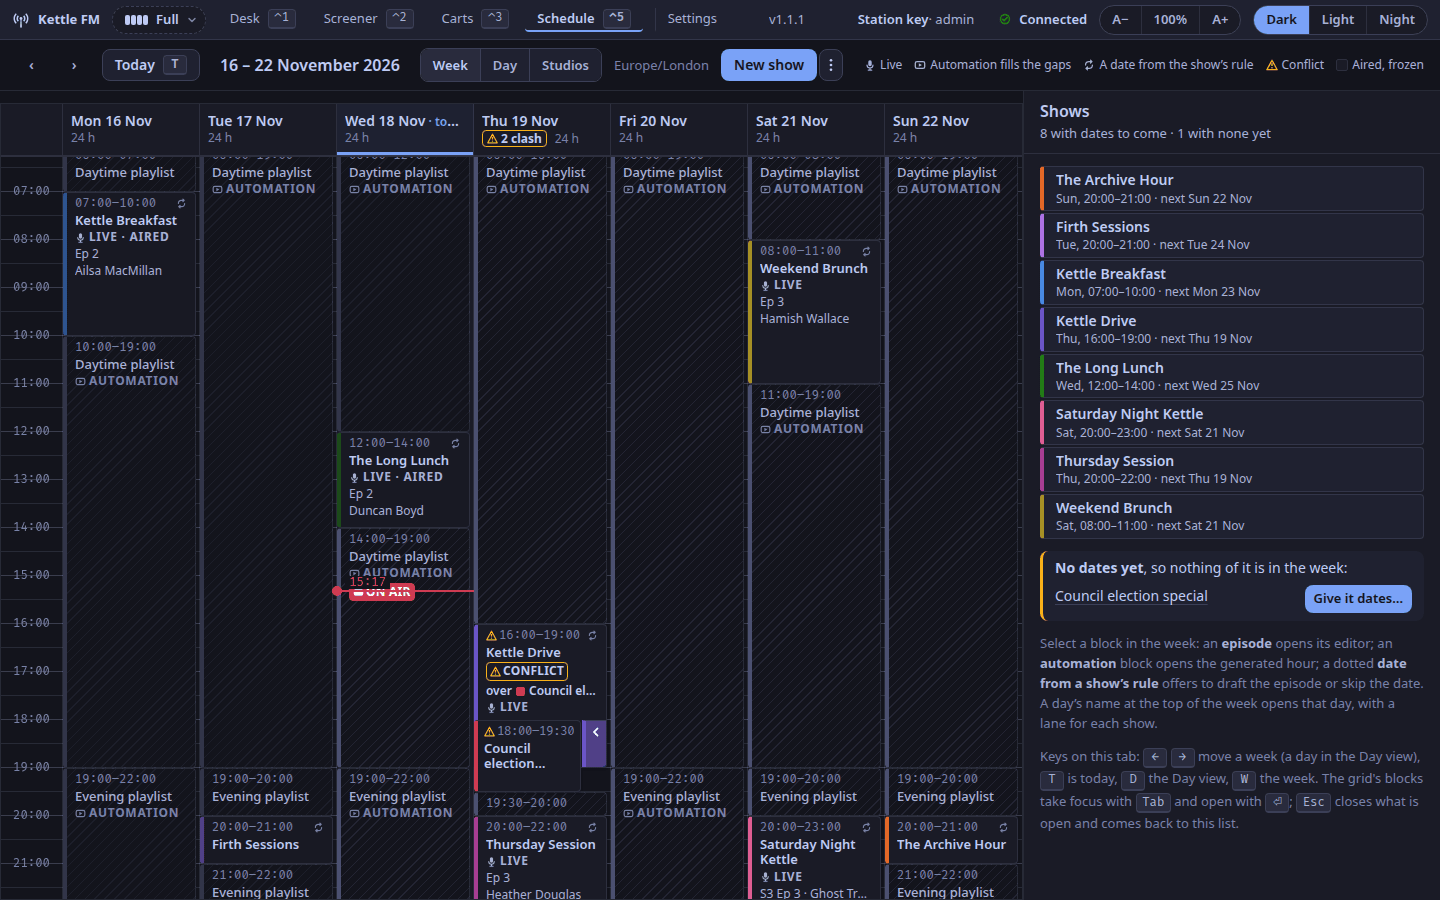 Kettle FM Full Desk ^1 Screener ^2 Carts ^3 Schedule ^5 Settings v1.1.1 Station key · admin Connected A− 100% A+ Dark Light Night
‹ › Today T 16 – 22 November 2026 Week Day Studios Europe/London New show Live Automation fills the gaps A date from the show's rule Conflict Aired, frozen
Mon 16 Nov
24 h
Tue 17 Nov
24 h
Wed 18 Nov · to…
24 h
Thu 19 Nov
2 clash 24 h
Fri 20 Nov
24 h
Sat 21 Nov
24 h
Sun 22 Nov
24 h
07:00
08:00
09:00
10:00
11:00
12:00
13:00
14:00
15:00
16:00
17:00
18:00
19:00
20:00
21:00
Daytime playlist
07:00–10:00
Kettle Breakfast
LIVE · AIRED
Ep 2
Ailsa MacMillan
10:00–19:00
Daytime playlist
AUTOMATION
19:00–22:00
Evening playlist
AUTOMATION
Daytime playlist
AUTOMATION
19:00–20:00
Evening playlist
20:00–21:00
Firth Sessions
21:00–22:00
Evening playlist
Daytime playlist
AUTOMATION
12:00–14:00
The Long Lunch
LIVE · AIRED
Ep 2
Duncan Boyd
14:00–19:00
Daytime playlist
AUTOMATION
15:17
ON AIR
19:00–22:00
Evening playlist
AUTOMATION
Daytime playlist
AUTOMATION
16:00–19:00
Kettle Drive
CONFLICT
over Council el…
LIVE
18:00–19:30
Council
election…
19:30–20:00
20:00–22:00
Thursday Session
LIVE
Ep 3
Heather Douglas
Daytime playlist
AUTOMATION
19:00–22:00
Evening playlist
AUTOMATION
Daytime playlist
AUTOMATION
08:00–11:00
Weekend Brunch
LIVE
Ep 3
Hamish Wallace
11:00–19:00
Daytime playlist
AUTOMATION
19:00–20:00
Evening playlist
20:00–23:00
Saturday Night
Kettle
LIVE
S3 Ep 3 · Ghost Tr…
Daytime playlist
AUTOMATION
19:00–20:00
Evening playlist
20:00–21:00
The Archive Hour
21:00–22:00
Evening playlist
Shows
8 with dates to come · 1 with none yet
The Archive Hour
Sun, 20:00–21:00 · next Sun 22 Nov
Firth Sessions
Tue, 20:00–21:00 · next Tue 24 Nov
Kettle Breakfast
Mon, 07:00–10:00 · next Mon 23 Nov
Kettle Drive
Thu, 16:00–19:00 · next Thu 19 Nov
The Long Lunch
Wed, 12:00–14:00 · next Wed 25 Nov
Saturday Night Kettle
Sat, 20:00–23:00 · next Sat 21 Nov
Thursday Session
Thu, 20:00–22:00 · next Thu 19 Nov
Weekend Brunch
Sat, 08:00–11:00 · next Sat 21 Nov
No dates yet, so nothing of it is in the week:
Council election special Give it dates…
Select a block in the week: an episode opens its editor; an
automation block opens the generated hour; a dotted date
from a show's rule offers to draft the episode or skip the date.
A day's name at the top of the week opens that day, with a
lane for each show.
Keys on this tab: ← → move a week (a day in the Day view),
T is today, D the Day view, W the week. The grid's blocks
take focus with Tab and open with ⏎; Esc closes what is
open and comes back to this list.